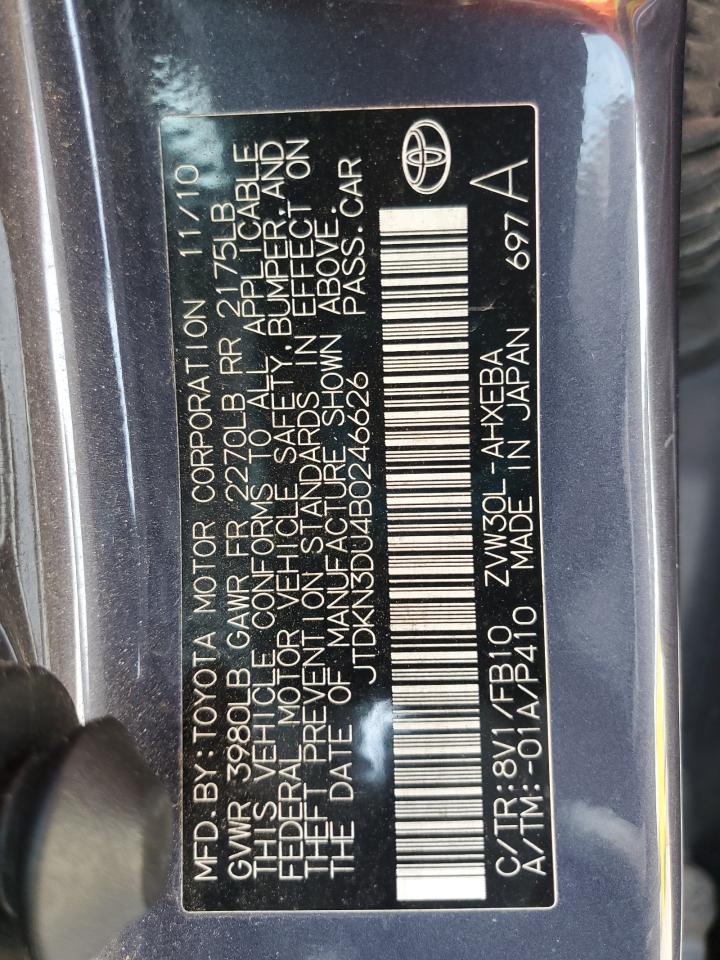 MFD.BY:TOYOTA MOTOR CORPORATION 11/10
GVWR 3980LB GAWR FR 2270LB RR 2175LB
THIS VEHICLE CONFORMS TO ALL APPLICABLE
FEDERAL MOTOR VEHICLE SAFETY,BUMPER,AND
THEFT PREVENTION STANDARDS IN EFFECT ON
THE DATE OF MANUFACTURE SHOWN ABOVE.
JTDKN3DU4B0246626 PASS.CAR
C/TR:8V1/FB10 ZVW30L-AHXEBA 697 A
A/TM:-01A/P410 MADE IN JAPAN